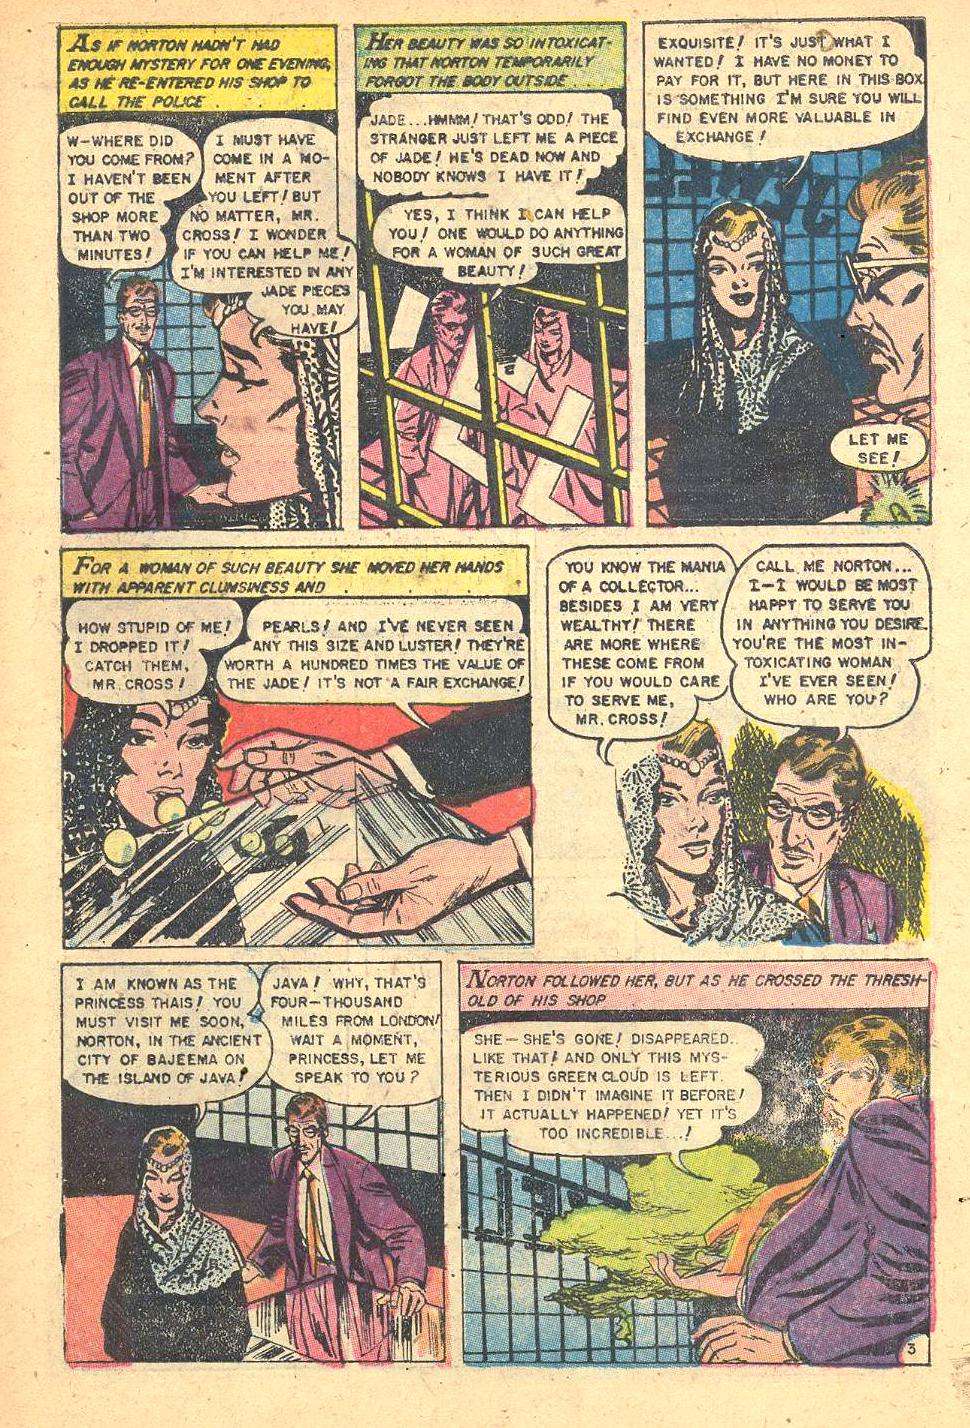 AS IF NORTON HADN'T HAD
ENOUGH MYSTERY FOR ONE EVENING,
AS HE RE-ENTERED HIS SHOP TO
CALL THE POLICE . . .
W-WHERE DID
YOU COME FROM?
I HAVEN'T BEEN
OUT OF THE
SHOP MORE
THAN TWO
MINUTES!
I MUST HAVE
COME IN A MO-
MENT AFTER
YOU LEFT! BUT
NO MATTER, MR.
CROSS! I WONDER
IF YOU CAN HELP ME!
I'M INTERESTED IN ANY
JADE PIECES
YOU MAY
HAVE!
HER BEAUTY WAS SO INTOXICAT-
ING THAT NORTON TEMPORARILY
FORGOT THE BODY OUTSIDE
JADE...HMMM! THAT'S ODD! THE
STRANGER JUST LEFT ME A PIECE
OF JADE! HE'S DEAD NOW AND
NOBODY KNOWS I HAVE IT!
YES, I THINK I CAN HELP
YOU! ONE WOULD DO ANYTHING
FOR A WOMAN OF SUCH GREAT
BEAUTY!
EXQUISITE! IT'S JUST WHAT I
WANTED! I HAVE NO MONEY TO
PAY FOR IT, BUT HERE IN THIS BOX
IS SOMETHING I'M SURE YOU WILL
FIND EVEN MORE VALUABLE IN
EXCHANGE!
LET ME
SEE!
FOR A WOMAN OF SUCH BEAUTY SHE MOVED HER HANDS
WITH APPARENT CLUMSINESS AND . . . .
HOW STUPID OF ME!
I DROPPED IT!
CATCH THEM,
MR. CROSS!
PEARLS! AND I'VE NEVER SEEN
ANY THIS SIZE AND LUSTER! THEY'RE
WORTH A HUNDRED TIMES THE VALUE OF
THE JADE! IT'S NOT A FAIR EXCHANGE!
YOU KNOW THE MANIA
OF A COLLECTOR...
BESIDES I AM VERY
WEALTHY! THERE
ARE MORE WHERE
THESE COME FROM
IF YOU WOULD CARE
TO SERVE ME,
MR. CROSS!
CALL ME NORTON...
I-I WOULD BE MOST
HAPPY TO SERVE YOU
IN ANYTHING YOU DESIRE.
YOU'RE THE MOST IN-
TOXICATING WOMAN
I'VE EVER SEEN!
WHO ARE YOU?
I AM KNOWN AS THE
PRINCESS THAIS! YOU
MUST VISIT ME SOON,
NORTON, IN THE ANCIENT
CITY OF BAJEEMA ON
THE ISLAND OF JAVA!
JAVA! WHY, THAT'S
FOUR-THOUSAND
MILES FROM LONDON!
WAIT A MOMENT,
PRINCESS, LET ME
SPEAK TO YOU?
NORTON FOLLOWED HER, BUT AS HE CROSSED THE THRESH-
OLD OF HIS SHOP
SHE-SHE'S GONE! DISAPPEARED..
LIKE THAT! AND ONLY THIS MYS-
TERIOUS GREEN CLOUD IS LEFT.
THEN I DIDN'T IMAGINE IT BEFORE!
IT ACTUALLY HAPPENED! YET IT'S
TOO INCREDIBLE...!
3